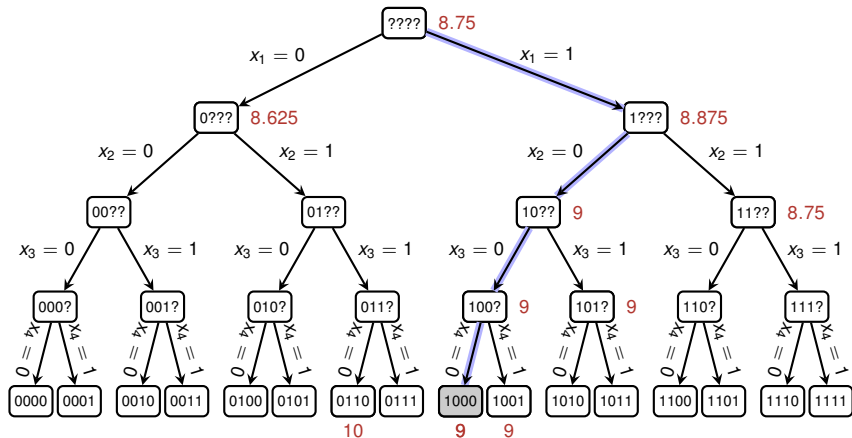 ???? 8.75
x₁ = 0 x₁ = 1
0??? 8.625 1??? 8.875
x₂ = 0 x₂ = 1 x₂ = 0 x₂ = 1
00?? 01?? 10?? 9 11?? 8.75
x₃ = 0 x₃ = 1 x₃ = 0 x₃ = 1 x₃ = 0 x₃ = 1 x₃ = 0 x₃ = 1
000? 001? 010? 011? 100? 9 101? 9 110? 111?
x₄ = 0 x₄ = 1 x₄ = 0 x₄ = 1 x₄ = 0 x₄ = 1 x₄ = 0 x₄ = 1 x₄ = 0 x₄ = 1 x₄ = 0 x₄ = 1 x₄ = 0 x₄ = 1 x₄ = 0 x₄ = 1
0000 0001 0010 0011 0100 0101 0110 0111 1000 1001 1010 1011 1100 1101 1110 1111
10 9 9